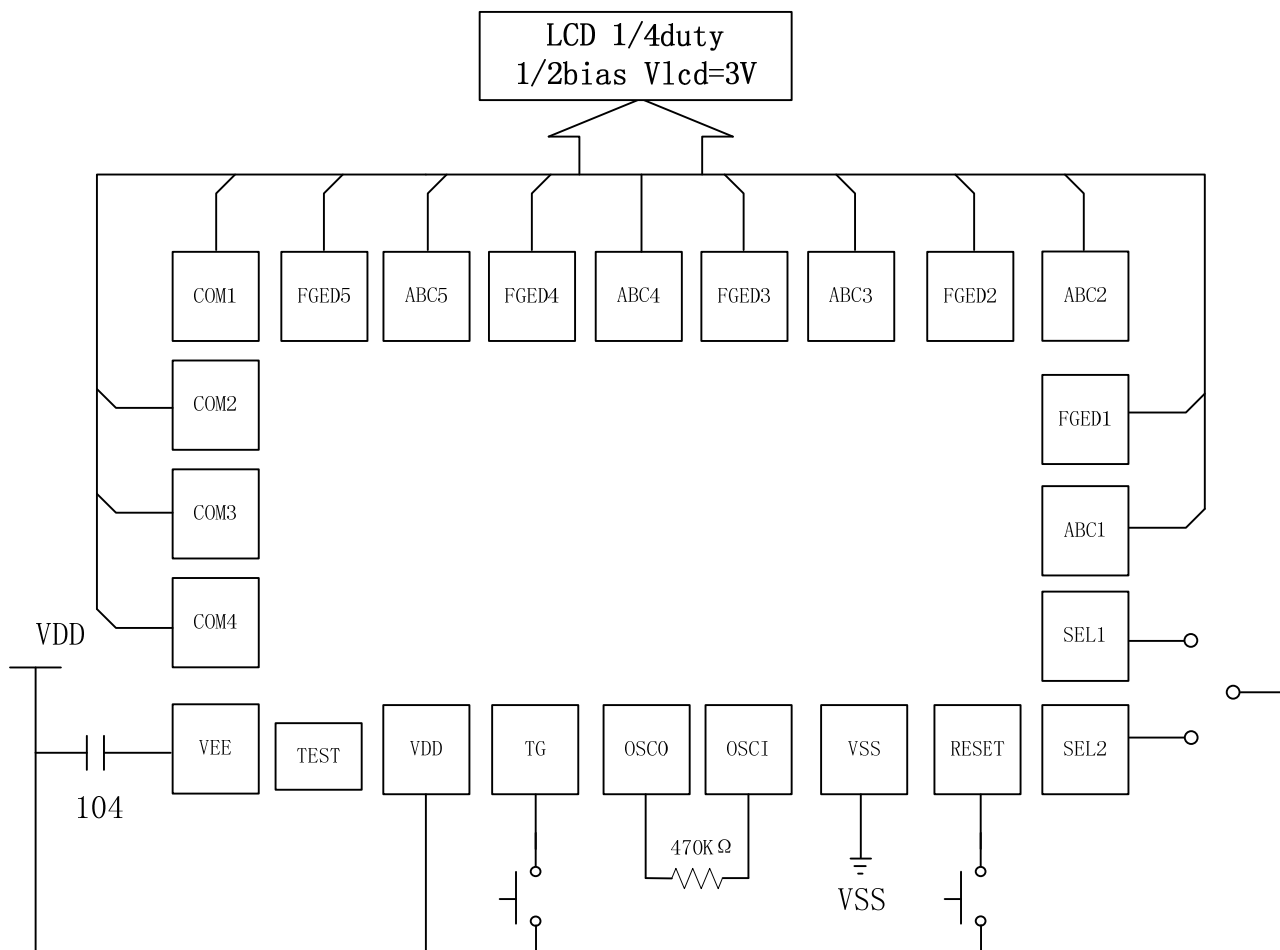 LCD 1/4duty
1/2bias Vlcd=3V
COM1 FGED5 ABC5 FGED4 ABC4 FGED3 ABC3 FGED2 ABC2
COM2
FGED1
COM3
ABC1
COM4
SEL1
VDD
VEE TEST VDD TG OSCO OSCI VSS RESET SEL2
104
470KΩ
VSS